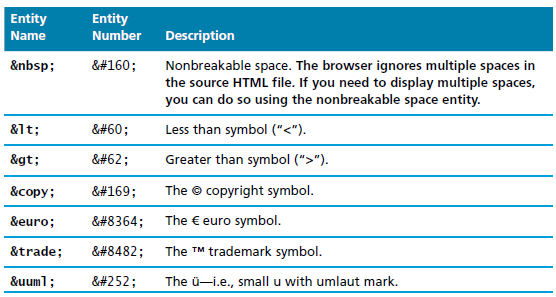 Entity Name Entity Number Description
&nbsp; &#160; Nonbreakable space. The browser ignores multiple spaces in
the source HTML file. If you need to display multiple spaces,
you can do so using the nonbreakable space entity.
&lt; &#60; Less than symbol (“<”).
&gt; &#62; Greater than symbol (“>”).
&copy; &#169; The © copyright symbol.
&euro; &#8364; The € euro symbol.
&trade; &#8482; The ™ trademark symbol.
&uuml; &#252; The ü—i.e., small u with umlaut mark.